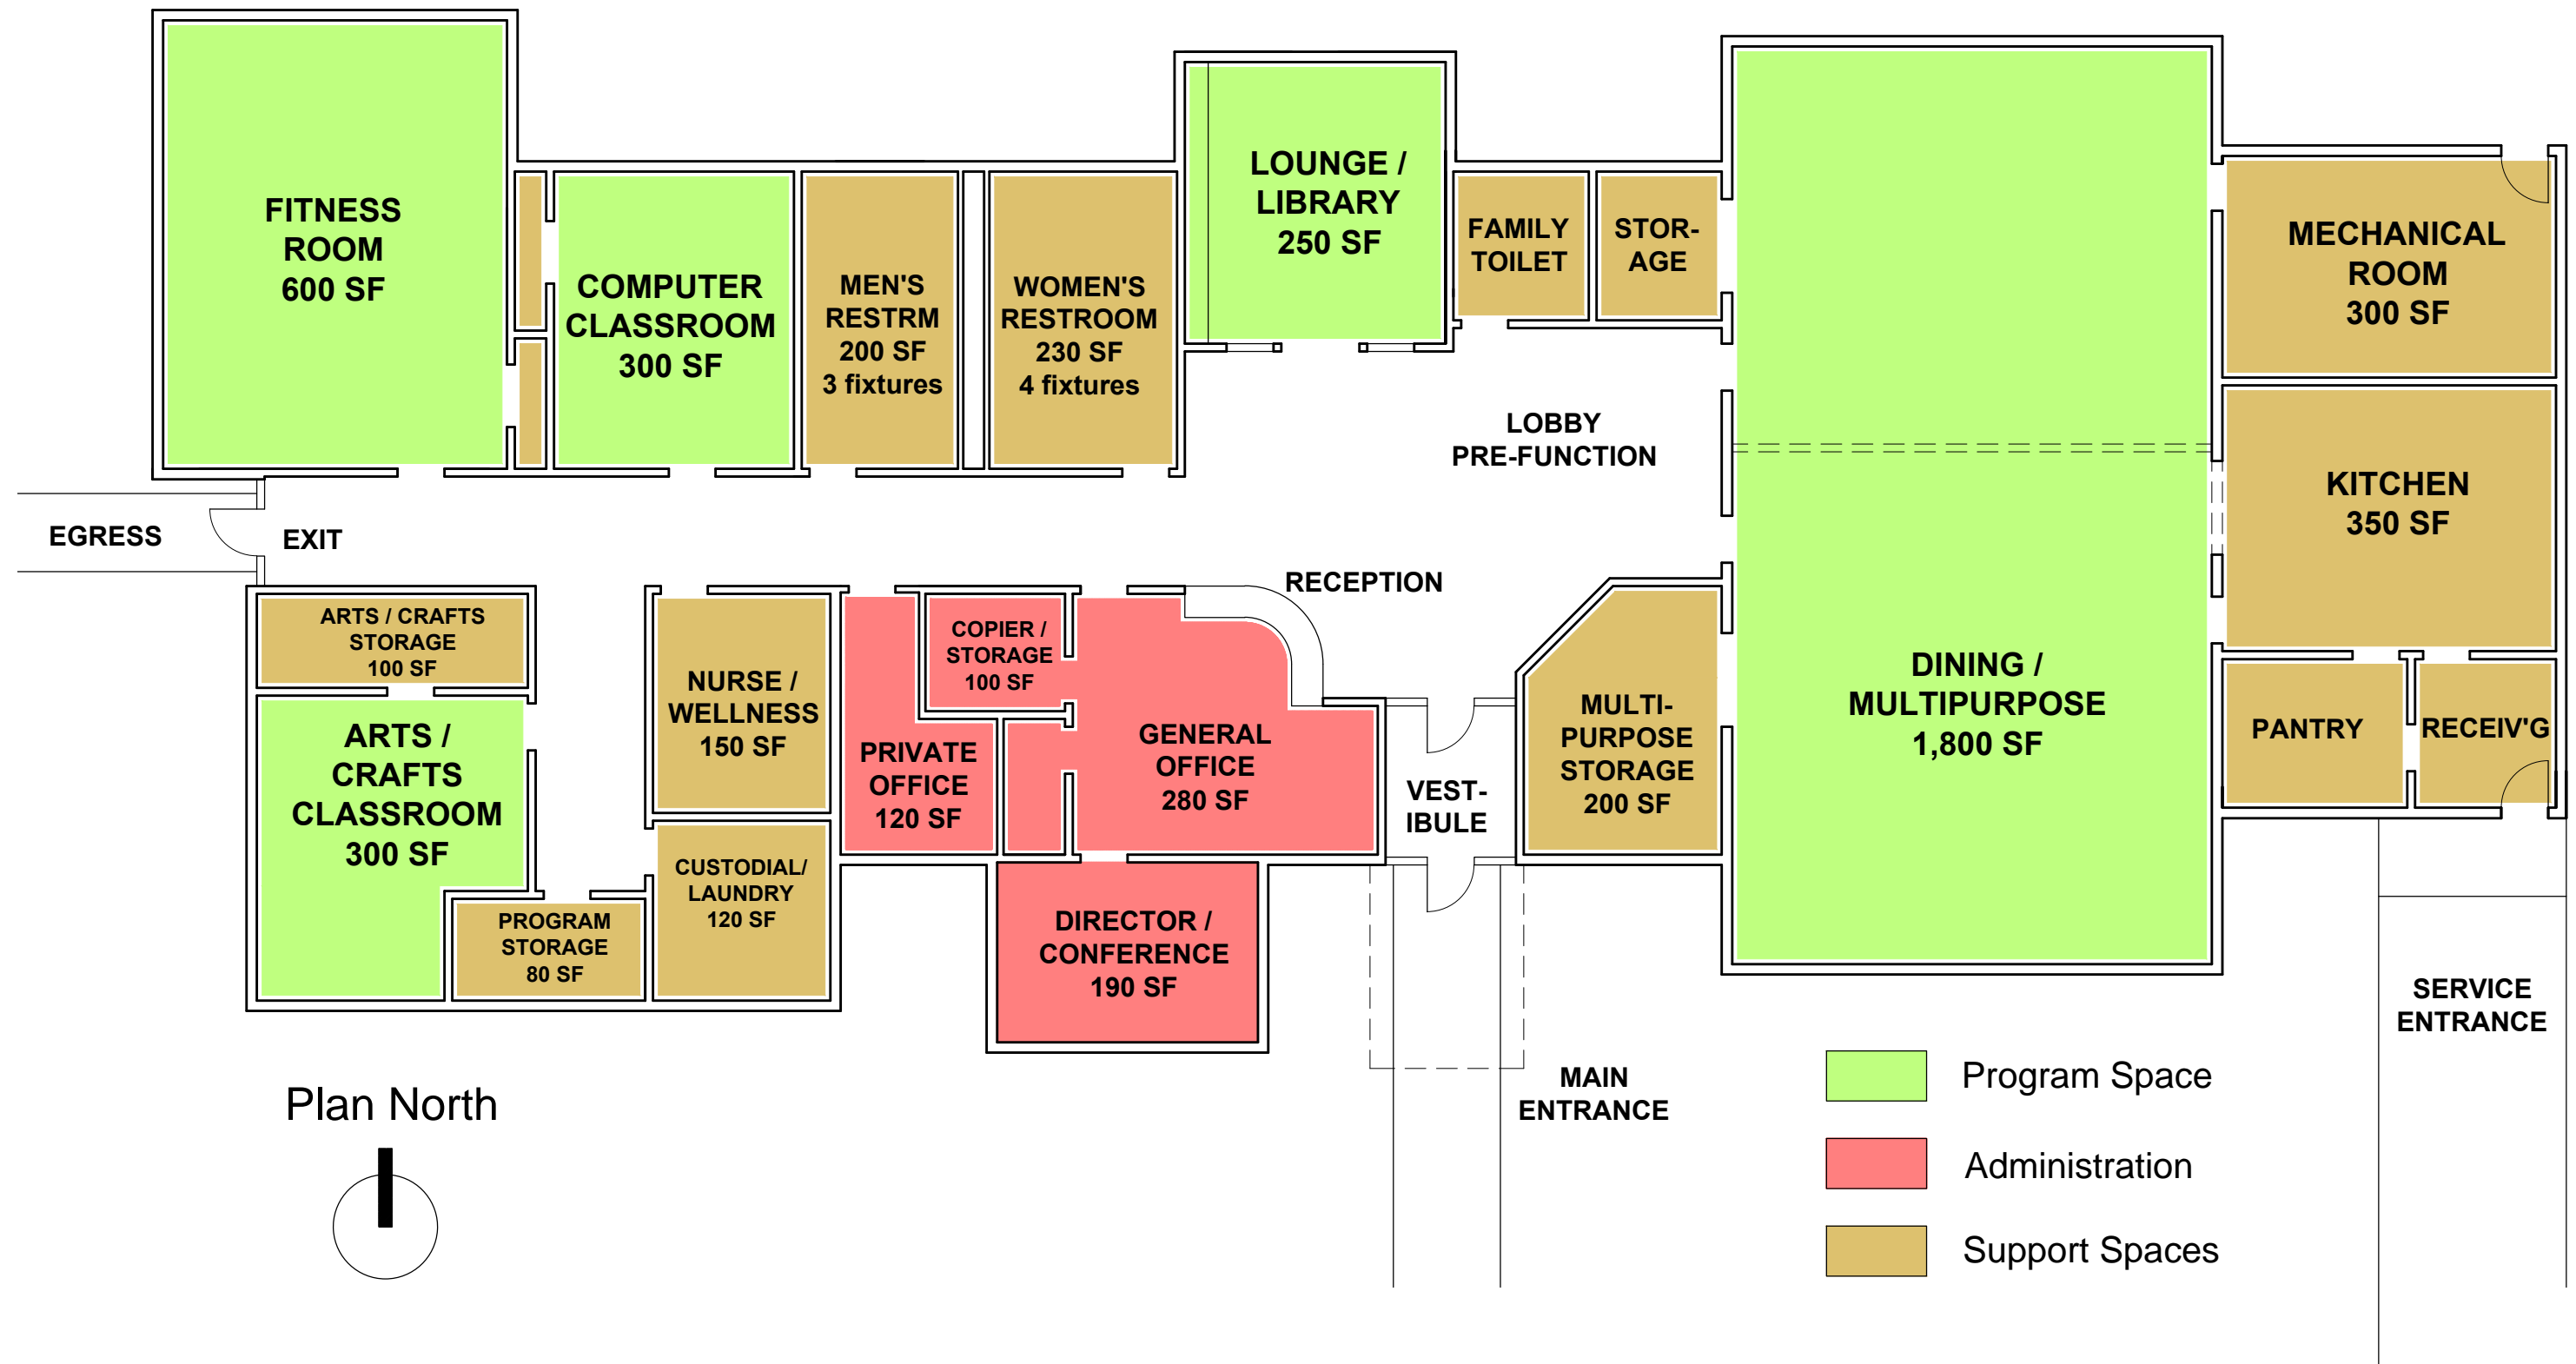 FITNESS
ROOM
600 SF
COMPUTER
CLASSROOM
300 SF
MEN'S
RESTRM
200 SF
3 fixtures
WOMEN'S
RESTROOM
230 SF
4 fixtures
LOUNGE /
LIBRARY
250 SF
FAMILY
TOILET
STOR-
AGE
MECHANICAL
ROOM
300 SF
LOBBY
PRE-FUNCTION
KITCHEN
350 SF
EGRESS
EXIT
RECEPTION
ARTS / CRAFTS
STORAGE
100 SF
ARTS /
CRAFTS
CLASSROOM
300 SF
NURSE /
WELLNESS
150 SF
COPIER /
STORAGE
100 SF
PRIVATE
OFFICE
120 SF
GENERAL
OFFICE
280 SF
VEST-
IBULE
MULTI-
PURPOSE
STORAGE
200 SF
DINING /
MULTIPURPOSE
1,800 SF
PANTRY
RECEIV'G
PROGRAM
STORAGE
80 SF
CUSTODIAL/
LAUNDRY
120 SF
DIRECTOR /
CONFERENCE
190 SF
MAIN
ENTRANCE
SERVICE
ENTRANCE
Plan North
Program Space
Administration
Support Spaces